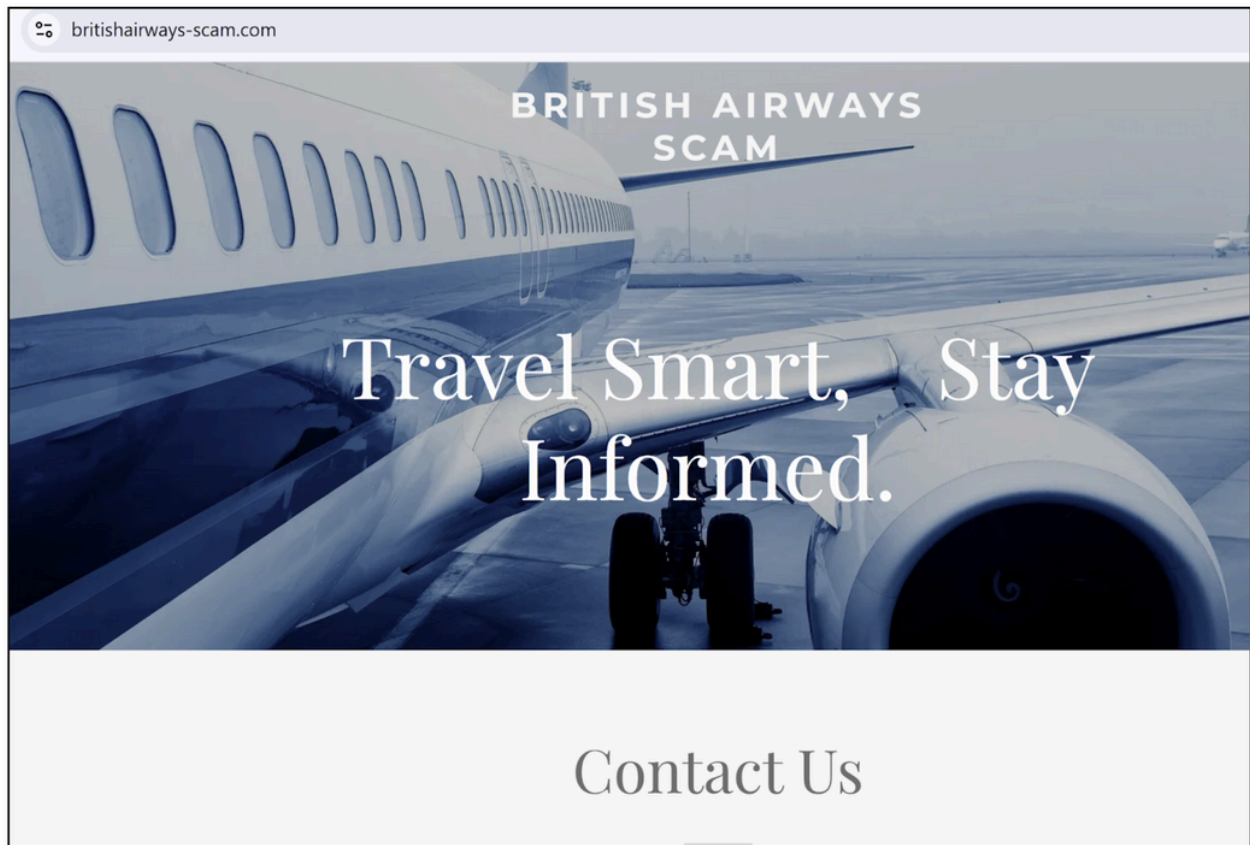 britishairways-scam.com
BRITISH AIRWAYS
SCAM
Travel Smart, Stay
Informed.
Contact Us